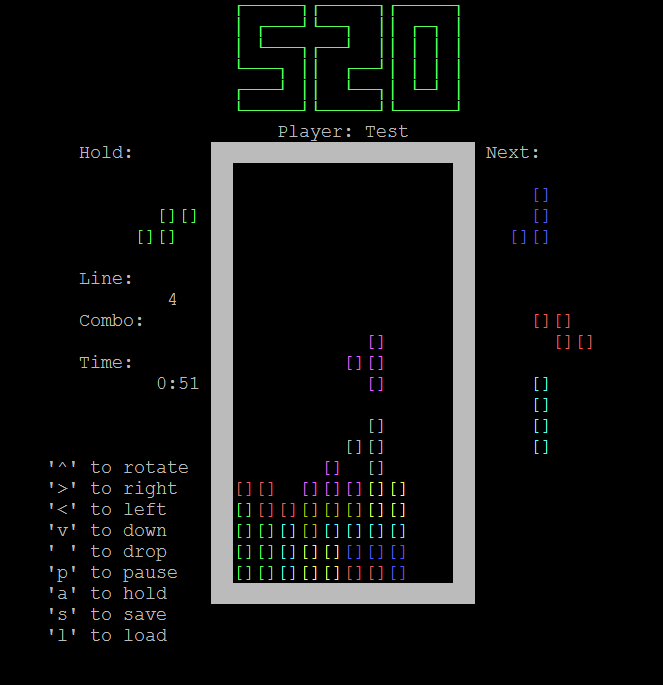 520
Player: Test
Hold:
Next:
Line:
4
Combo:
Time:
0:51
'^' to rotate
'>' to right
'<' to left
'v' to down
' ' to drop
'p' to pause
'a' to hold
's' to save
'l' to load